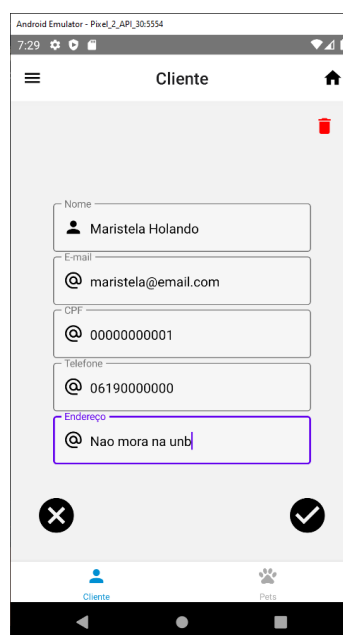 Android Emulator - Pixel_2_API_30:5554
7:29
Cliente
Nome
Maristela Holando
E-mail
maristela@email.com
CPF
00000000001
Telefone
06190000000
Endereço
Nao mora na unb
Cliente
Pets